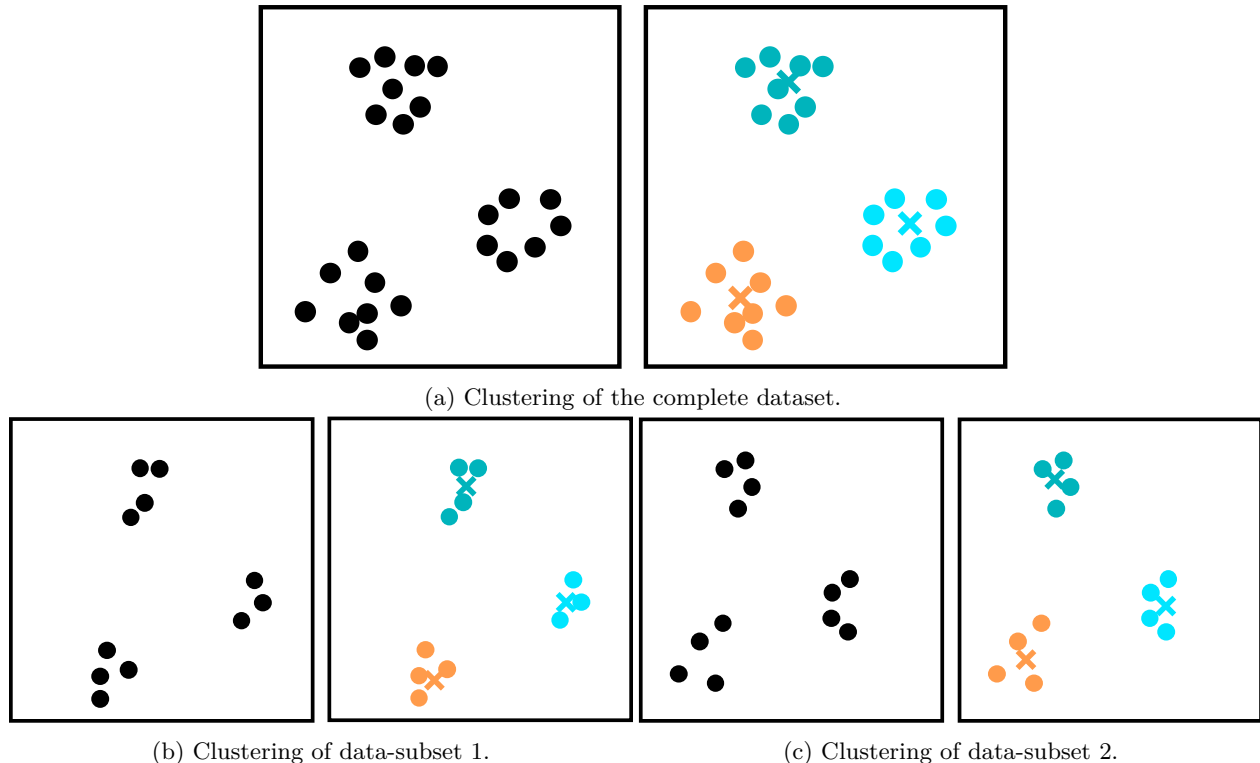 (a) Clustering of the complete dataset.
(b) Clustering of data-subset 1.
(c) Clustering of data-subset 2.